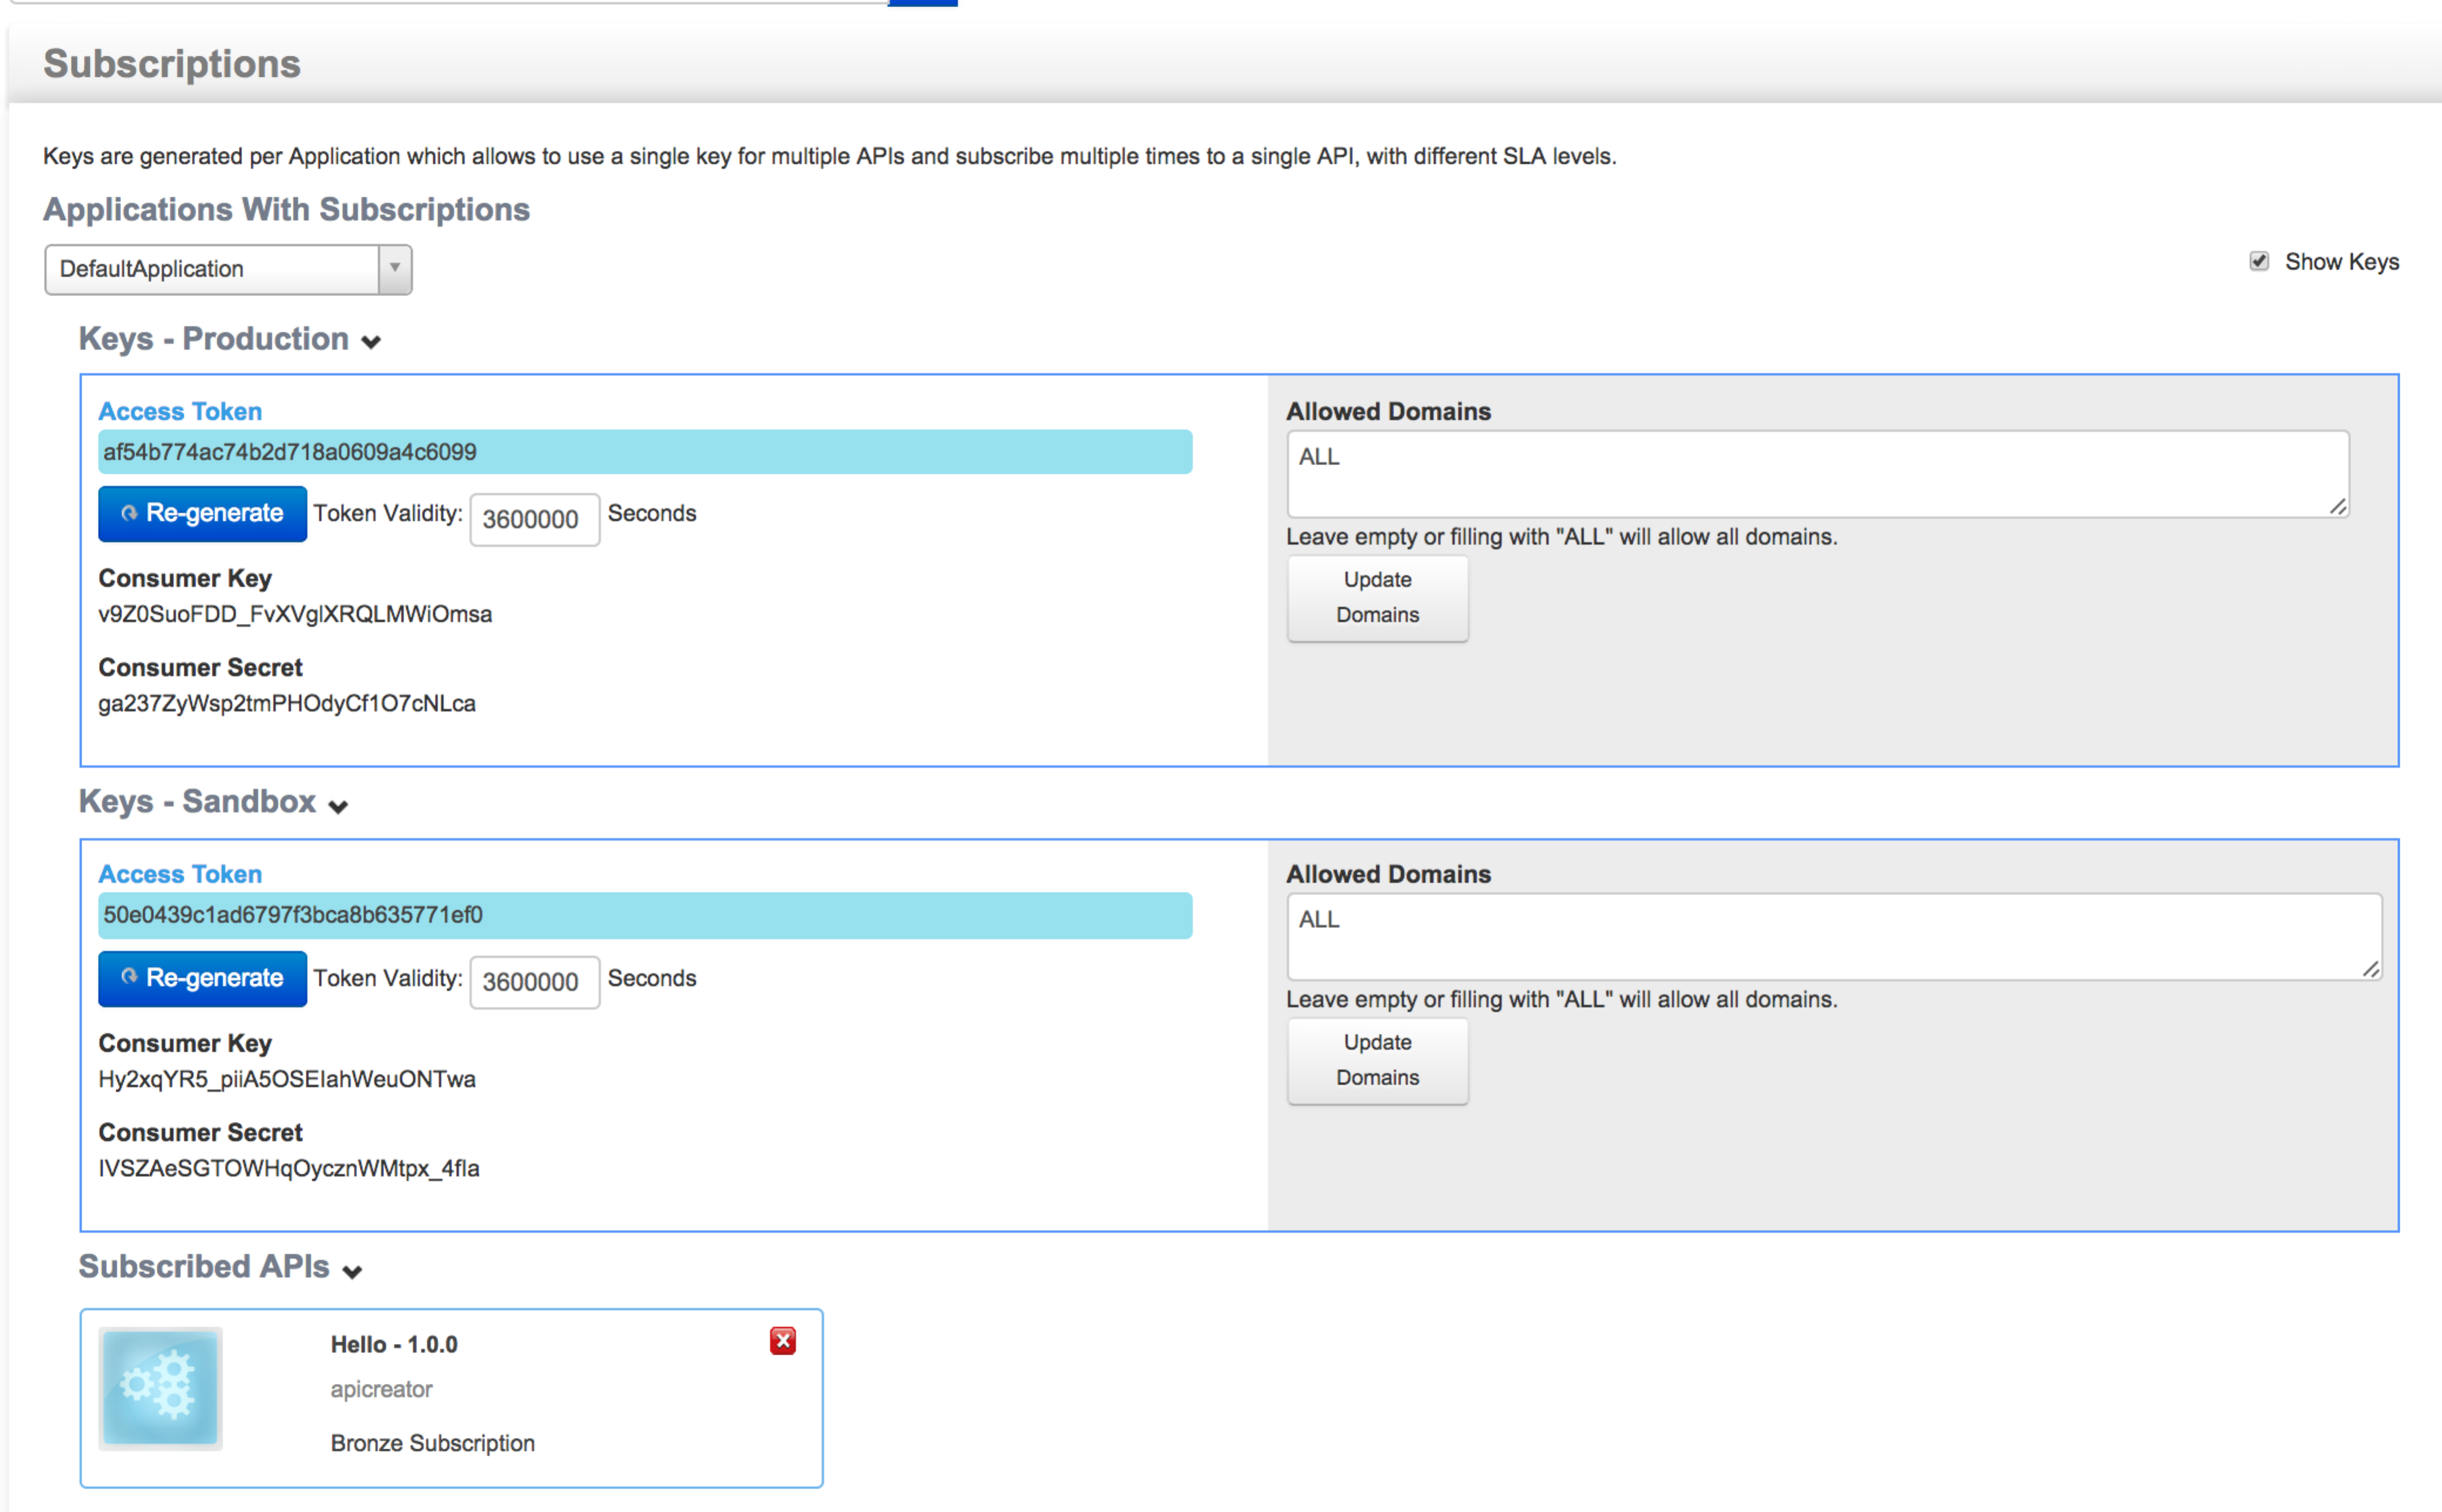 Subscriptions
Keys are generated per Application which allows to use a single key for multiple APIs and subscribe multiple times to a single API, with different SLA levels.
Applications With Subscriptions
DefaultApplication
Show Keys
Keys - Production
Access Token
af54b774ac74b2d718a0609a4c6099
Re-generate Token Validity: 3600000 Seconds
Consumer Key
v9Z0SuoFDD_FvXVglXRQLMWiOmsa
Consumer Secret
ga237ZyWsp2tmPHOdyCf1O7cNLca
Allowed Domains
ALL
Leave empty or filling with "ALL" will allow all domains.
Update
Domains
Keys - Sandbox
Access Token
50e0439c1ad6797f3bca8b635771ef0
Re-generate Token Validity: 3600000 Seconds
Consumer Key
Hy2xqYR5_piiA5OSEIahWeuONTwa
Consumer Secret
IVSZAeSGTOWHqOycznWMtpx_4fla
Allowed Domains
ALL
Leave empty or filling with "ALL" will allow all domains.
Update
Domains
Subscribed APIs
Hello - 1.0.0
apicreator
Bronze Subscription